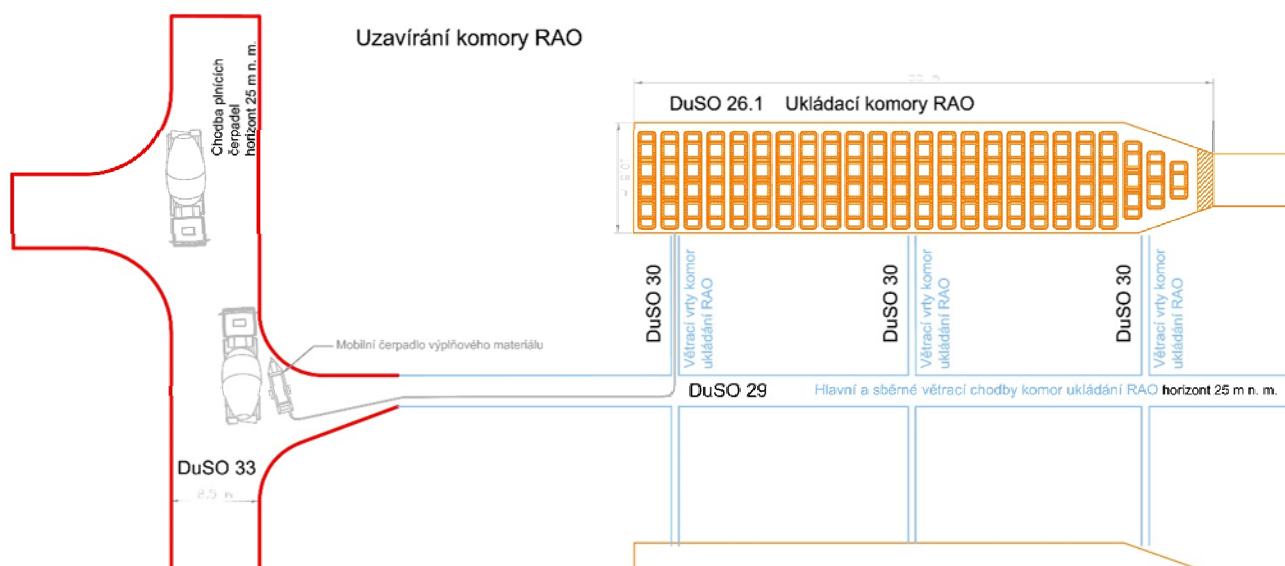 Uzavírání komory RAO
Chodba plnících
čerpadel
horizont 25 m n. m.
DuSO 26.1 Ukládací komory RAO
DuSO 30
Větrací vrty komor
ukládání RAO
DuSO 30
Větrací vrty komor
ukládání RAO
DuSO 30
Větrací vrty komor
ukládání RAO
Mobilní čerpadlo výplňového materiálu
DuSO 29
Hlavní a sběrné větrací chodby komor ukládání RAO horizont 25 m n. m.
DuSO 33
8,5 m